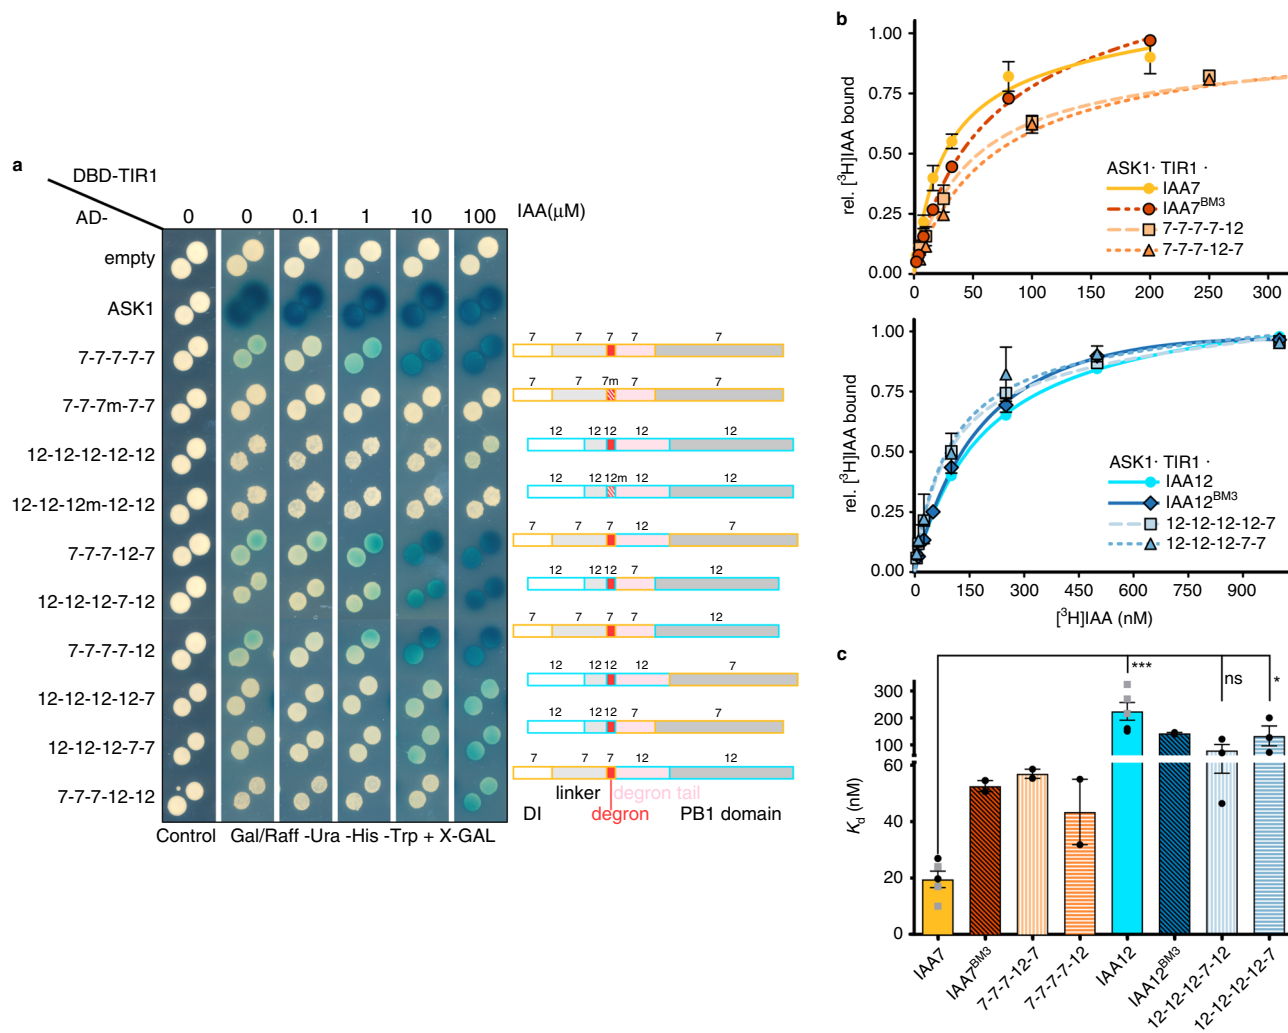 a
DBD-TIR1
AD-
0 0 0.1 1 10 100 IAA(μM)
empty
ASK1
7-7-7-7-7
7-7-7m-7-7
12-12-12-12-12
12-12-12m-12-12
7-7-7-12-7
12-12-12-7-12
7-7-7-7-12
12-12-12-12-7
12-12-12-7-7
7-7-7-12-12
Control Gal/Raff -Ura -His -Trp + X-GAL
7 7 7 7 7
7 7 7m 7 7
12 12 12 12 12
12 12 12m 12 12
7 7 7 12 7
12 12 12 7 12
7 7 7 7 12
12 12 12 12 7
12 12 12 7 7
7 7 7 12 12
linker degron tail
DI degron PB1 domain
b
rel. [³H]IAA bound
1.00
0.75
0.50
0.25
0.00
0 50 100 150 200 250 300
ASK1· TIR1 ·
IAA7
IAA7ᴮᴹ³
7-7-7-7-12
7-7-7-12-7
rel. [³H]IAA bound
1.00
0.75
0.50
0.25
0.00
0 150 300 450 600 750 900
[³H]IAA (nM)
ASK1· TIR1 ·
IAA12
IAA12ᴮᴹ³
12-12-12-12-7
12-12-12-7-7
c
Kd (nM)
300
200
100
60
40
20
0
*** ns *
IAA7
IAA7ᴮᴹ³
7-7-7-12-7
7-7-7-7-12
IAA12
IAA12ᴮᴹ³
12-12-12-7-12
12-12-12-12-7